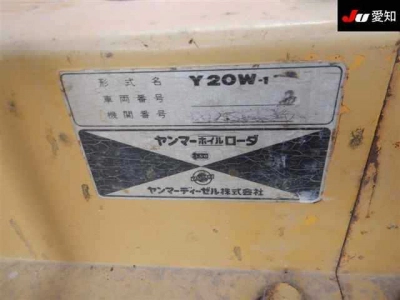 JU 愛知
形式名 Y20W-1
車両番号
機関番号
ヤンマーホイルローダ
ヤンマーディーゼル株式会社